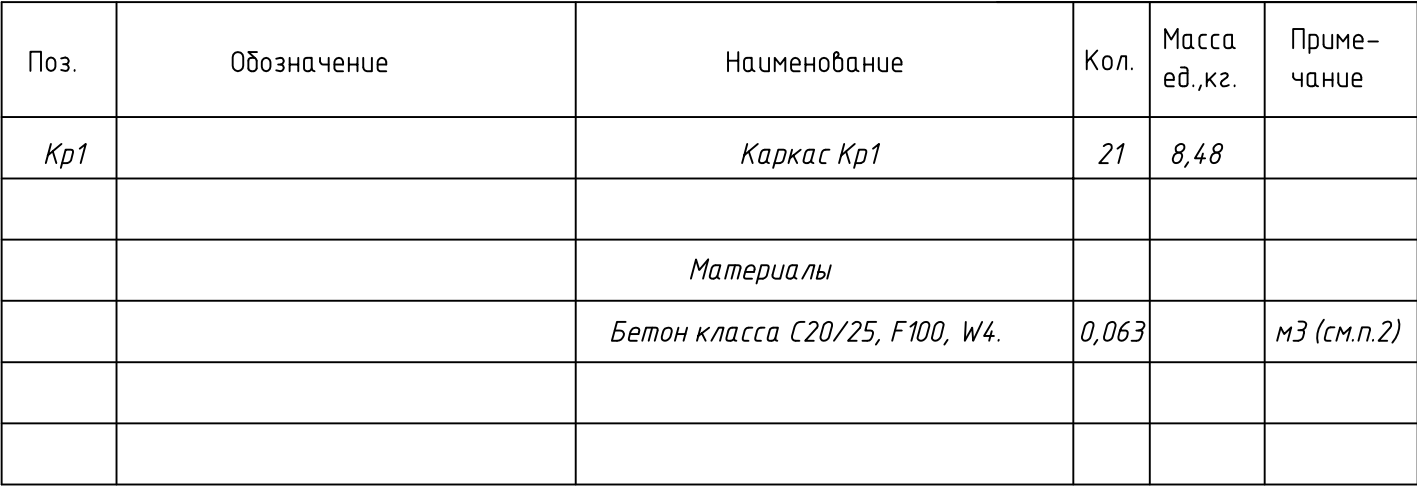 Поз. Обозначение Наименование Кол. Масса ед.,кг. Приме-чание
Кр1 Каркас Кр1 21 8,48
Материалы
Бетон класса С20/25, F100, W4. 0,063 м3 (см.п.2)